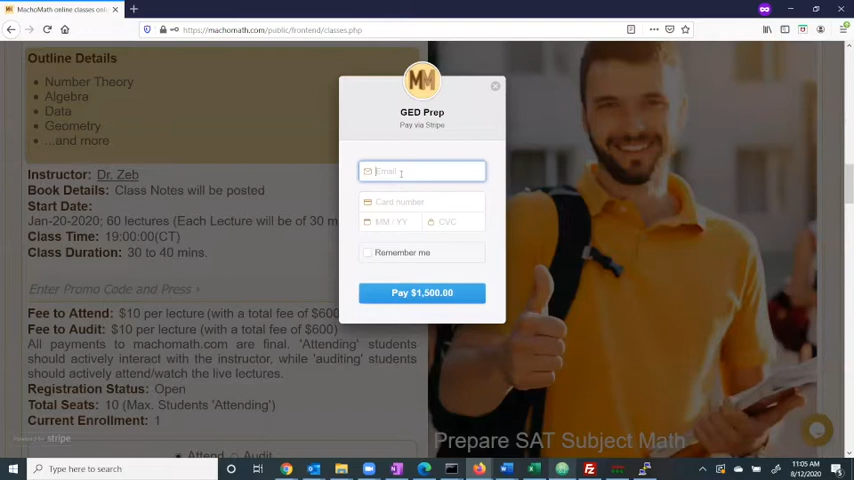 MachoMath online classes onlin
https://machomath.com/public/frontend/classes.php
Outline Details
Number Theory
Algebra
Data
Geometry
...and more
Instructor: Dr. Zeb
Book Details: Class Notes will be posted
Start Date:
Jan-20-2020; 60 lectures (Each Lecture will be of 30 m
Class Time: 19:00:00(CT)
Class Duration: 30 to 40 mins.
Enter Promo Code and Press >
Fee to Attend: $10 per lecture (with a total fee of $600)
Fee to Audit: $10 per lecture (with a total fee of $600)
All payments to machomath.com are final. 'Attending' students
should actively interact with the instructor, while 'auditing' students
should actively attend/watch the live lectures.
Registration Status: Open
Total Seats: 10 (Max. Students 'Attending')
Current Enrollment: 1
Attend Audit
Powered by stripe
MM
GED Prep
Pay via Stripe
Email
Card number
MM / YY CVC
Remember me
Pay $1,500.00
Prepare SAT Subject Math -
Type here to search
11:05 AM
8/12/2020